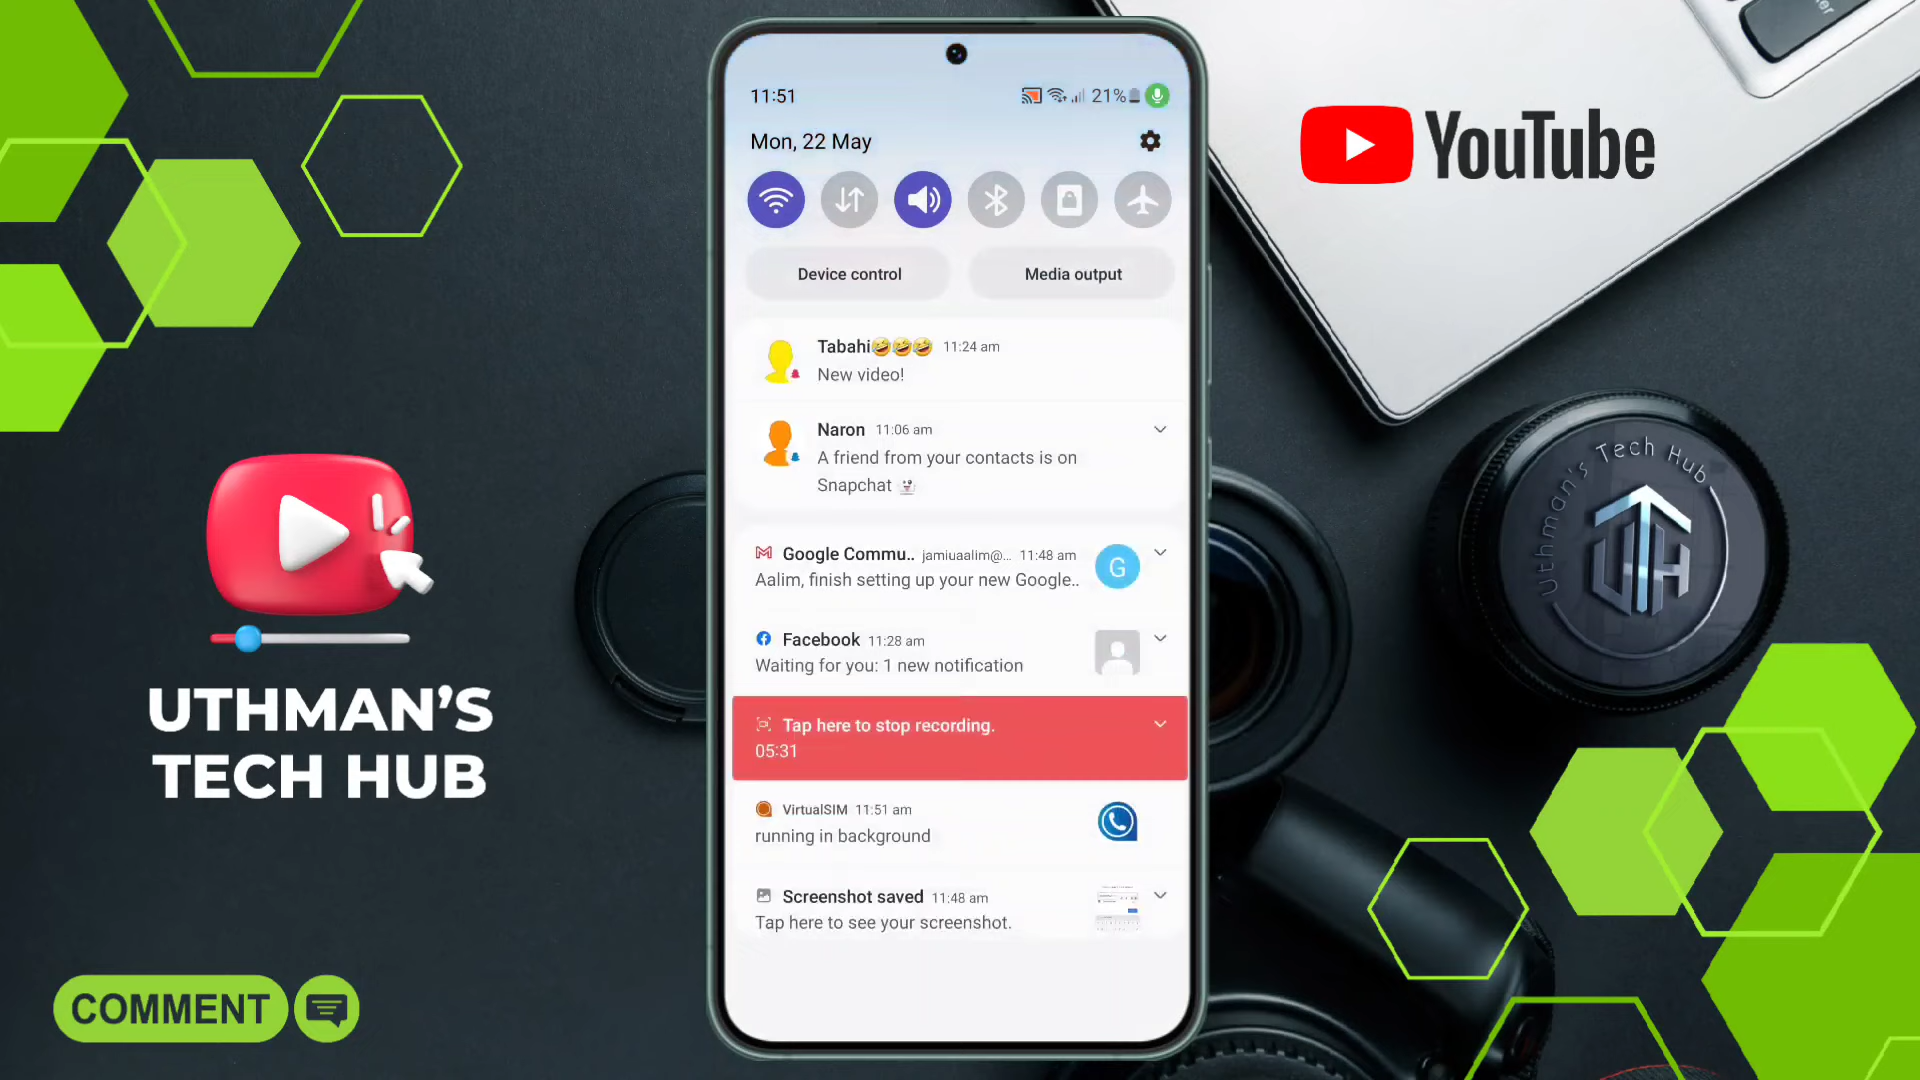 11:51
21%
Mon, 22 May
Device control
Media output
Tabahi🤣🤣🤣 11:24 am
New video!
Naron 11:06 am
A friend from your contacts is on
Snapchat 👻
Google Commu.. jamiuaalim@... 11:48 am
G
Aalim, finish setting up your new Google..
Facebook 11:28 am
Waiting for you: 1 new notification
Tap here to stop recording.
05:31
VirtualSIM 11:51 am
running in background
Screenshot saved 11:48 am
Tap here to see your screenshot.
YouTube
Uthman's Tech Hub
UTH
UTHMAN'S
TECH HUB
COMMENT